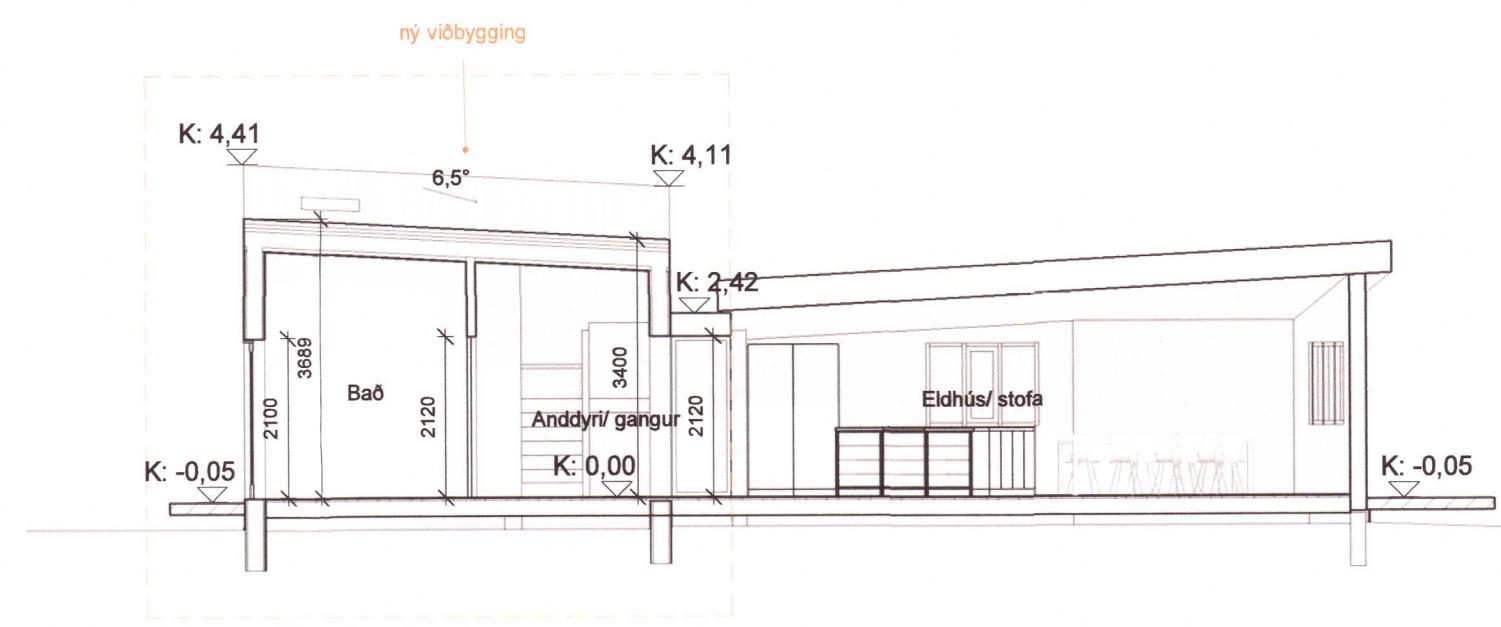 ný viðbygging
K: 4,41
K: 4,11
6,5°
K: 2,42
3689
3400
2100
Bað
2120
Anddyri/ gangur
2120
Eldhús/ stofa
K: -0,05
K: 0,00
K: -0,05